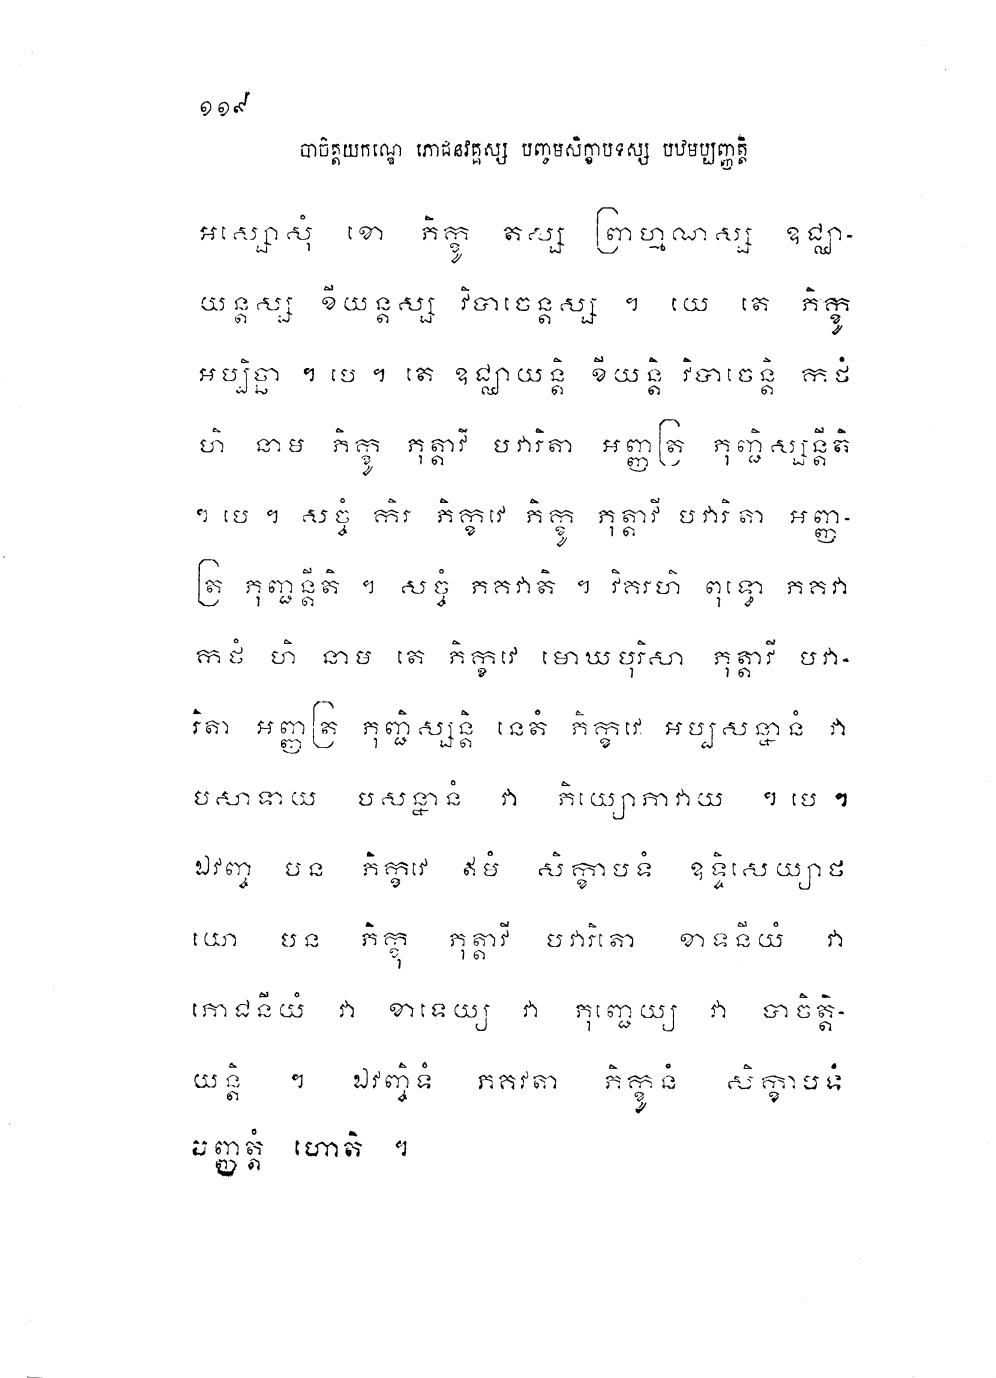 ១១៩
បាចិត្តយកណ្ឌេ ភោជនវគ្គស្ស បញ្ចមសិក្ខាបទស្ស បឋមប្បញ្ញត្តិ
អស្សោសុំ ខោ ភិក្ខូ តស្ស ព្រាហ្មណស្ស ឧជ្ឈា-
យន្តស្ស ខីយន្តស្ស វិបាចេន្តស្ស ។ យេ តេ ភិក្ខូ
អប្បិច្ឆា ។ បេ ។ តេ ឧជ្ឈាយន្តិ ខីយន្តិ វិបាចេន្តិ កថំ
ហិ នាម ភិក្ខូ ភុត្តាវី បវារិតា អញ្ញត្រ ភុញ្ជិស្សន្តីតិ
។ បេ ។ សច្ចំ កិរ ភិក្ខវេ ភិក្ខូ ភុត្តាវី បវារិតា អញ្ញ-
ត្រ ភុញ្ជន្តីតិ ។ សច្ចំ ភគវាតិ ។ វិគរហិ ពុទ្ធោ ភគវា
កថំ ហិ នាម តេ ភិក្ខវេ មោឃបុរិសា ភុត្តាវី បវា-
រិតា អញ្ញត្រ ភុញ្ជិស្សន្តិ នេតំ ភិក្ខវេ អប្បសន្នានំ វា
បសាទាយ បសន្នានំ វា ភិយ្យោភាវាយ ។ បេ ។
ឯវញ្ច បន ភិក្ខវេ ឥមំ សិក្ខាបទំ ឧទ្ទិសេយ្យាថ
យោ បន ភិក្ខុ ភុត្តាវី បវារិតោ ខាទនីយំ វា
ភោជនីយំ វា ខាទេយ្យ វា ភុញ្ជេយ្យ វា បាចិត្តិ-
យន្តិ ។ ឯវញ្ចិទំ ភគវតា ភិក្ខូនំ សិក្ខាបទំ
បញ្ញត្តំ ហោតិ ។